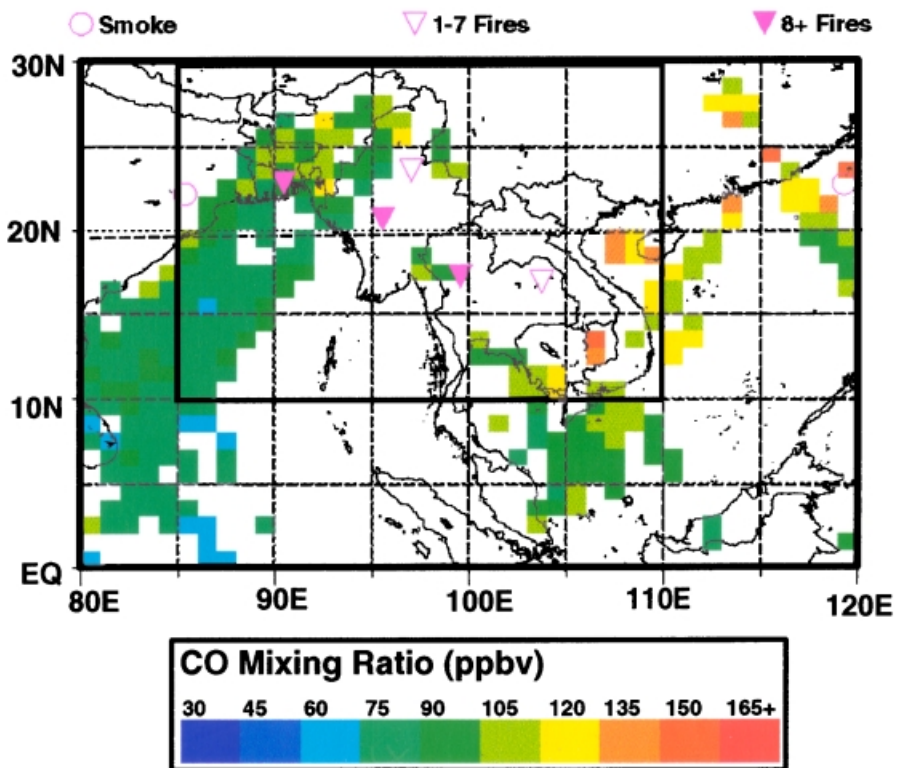 Smoke 1-7 Fires 8+ Fires
30N
20N
10N
EQ
80E 90E 100E 110E 120E
CO Mixing Ratio (ppbv)
30 45 60 75 90 105 120 135 150 165+